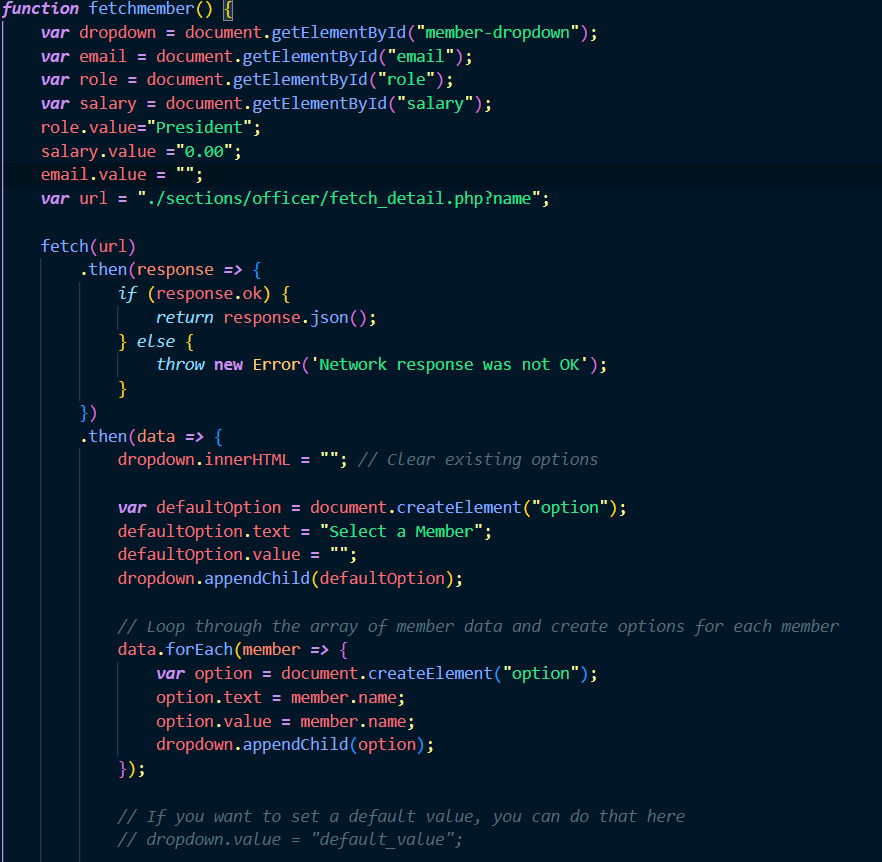 function fetchmember() {
var dropdown = document.getElementById("member-dropdown");
var email = document.getElementById("email");
var role = document.getElementById("role");
var salary = document.getElementById("salary");
role.value="President";
salary.value ="0.00";
email.value = "";
var url = "./sections/officer/fetch_detail.php?name";
fetch(url)
.then(response => {
if (response.ok) {
return response.json();
} else {
throw new Error('Network response was not OK');
}
})
.then(data => {
dropdown.innerHTML = ""; // Clear existing options
var defaultOption = document.createElement("option");
defaultOption.text = "Select a Member";
defaultOption.value = "";
dropdown.appendChild(defaultOption);
// Loop through the array of member data and create options for each member
data.forEach(member => {
var option = document.createElement("option");
option.text = member.name;
option.value = member.name;
dropdown.appendChild(option);
});
// If you want to set a default value, you can do that here
// dropdown.value = "default_value";